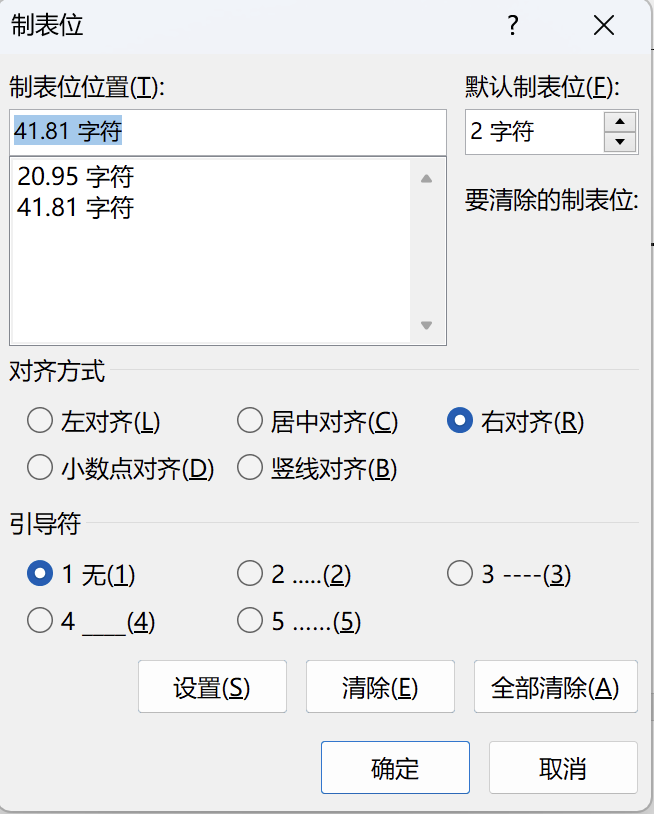 制表位 ?
制表位位置(T): 默认制表位(F):
41.81 字符 2 字符
20.95 字符 要清除的制表位:
41.81 字符
对齐方式
左对齐(L) 居中对齐(C) 右对齐(R)
小数点对齐(D) 竖线对齐(B)
引导符
1 无(1) 2 .....(2) 3 ----(3)
4 ____(4) 5 ......(5)
设置(S) 清除(E) 全部清除(A)
确定 取消